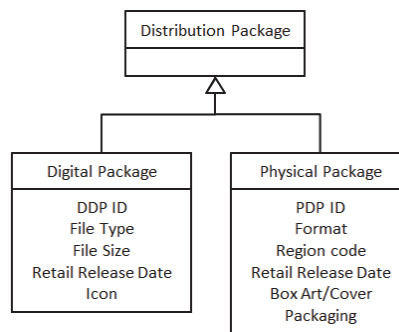 Distribution Package
Digital Package
DDP ID
File Type
File Size
Retail Release Date
Icon
Physical Package
PDP ID
Format
Region code
Retail Release Date
Box Art/Cover
Packaging